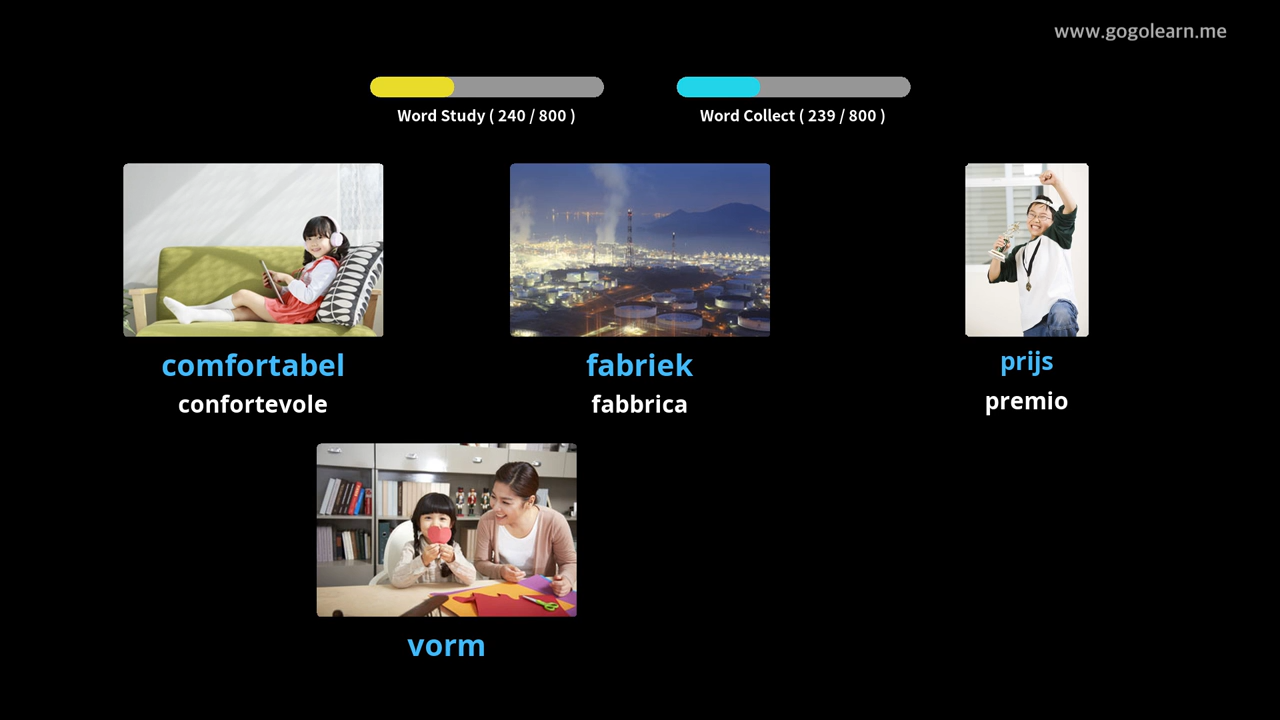 www.gogolearn.me
Word Study ( 240 / 800 )
Word Collect ( 239 / 800 )
comfortabel
confortevole
fabriek
fabbrica
prijs
premio
vorm